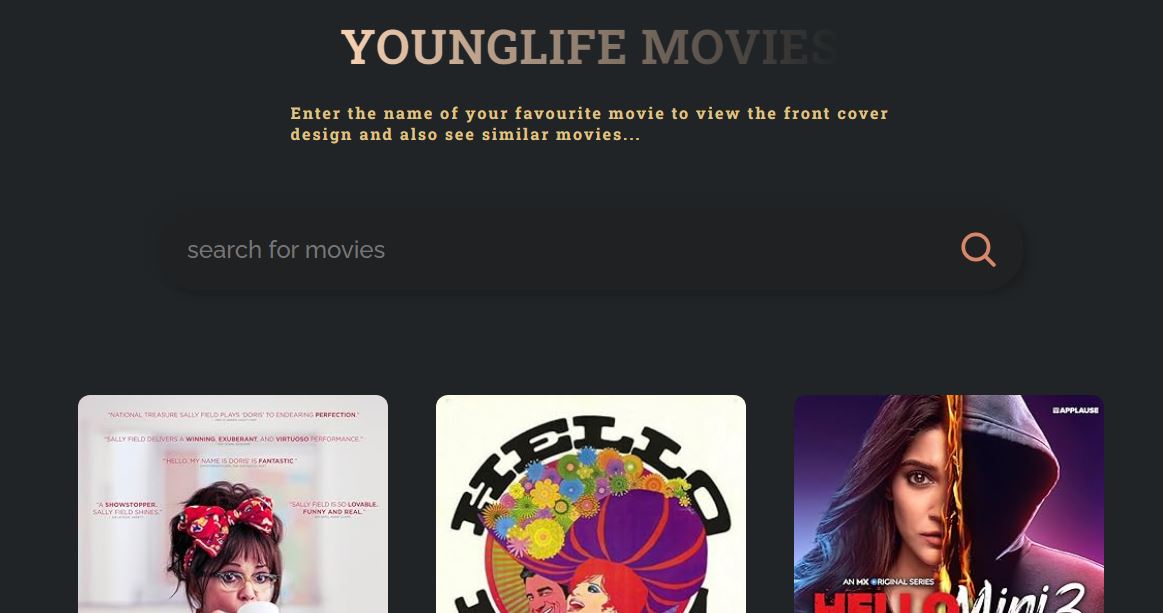 YOUNGLIFE MOVIES
Enter the name of your favourite movie to view the front cover
design and also see similar movies...
search for movies
"NATIONAL TREASURE SALLY FIELD PLAYS 'DORIS' TO ENDEARING PERFECTION."
"SALLY FIELD DELIVERS A WINNING, EXUBERANT, AND VIRTUOSO PERFORMANCE."
"'HELLO, MY NAME IS DORIS' IS FANTASTIC"
"A SHOWSTOPPER.
SALLY FIELD SHINES."
"SALLY FIELD IS SO LOVABLE,
FUNNY AND REAL."
HELLO
APPLAUSE
AN MX ORIGINAL SERIES
HELLO Mini 3